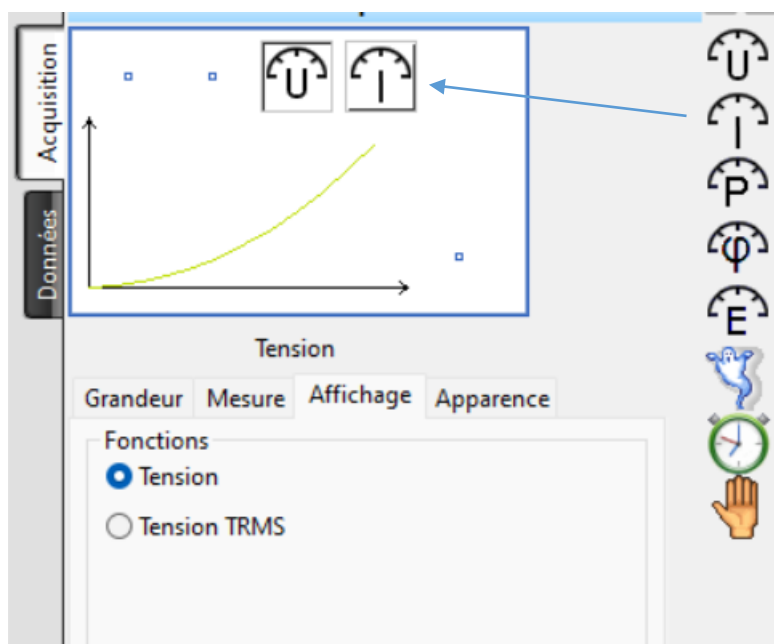 Acquisition
Données
U I
U
I
P
φ
E
Tension
Grandeur Mesure Affichage Apparence
Fonctions
Tension
Tension TRMS